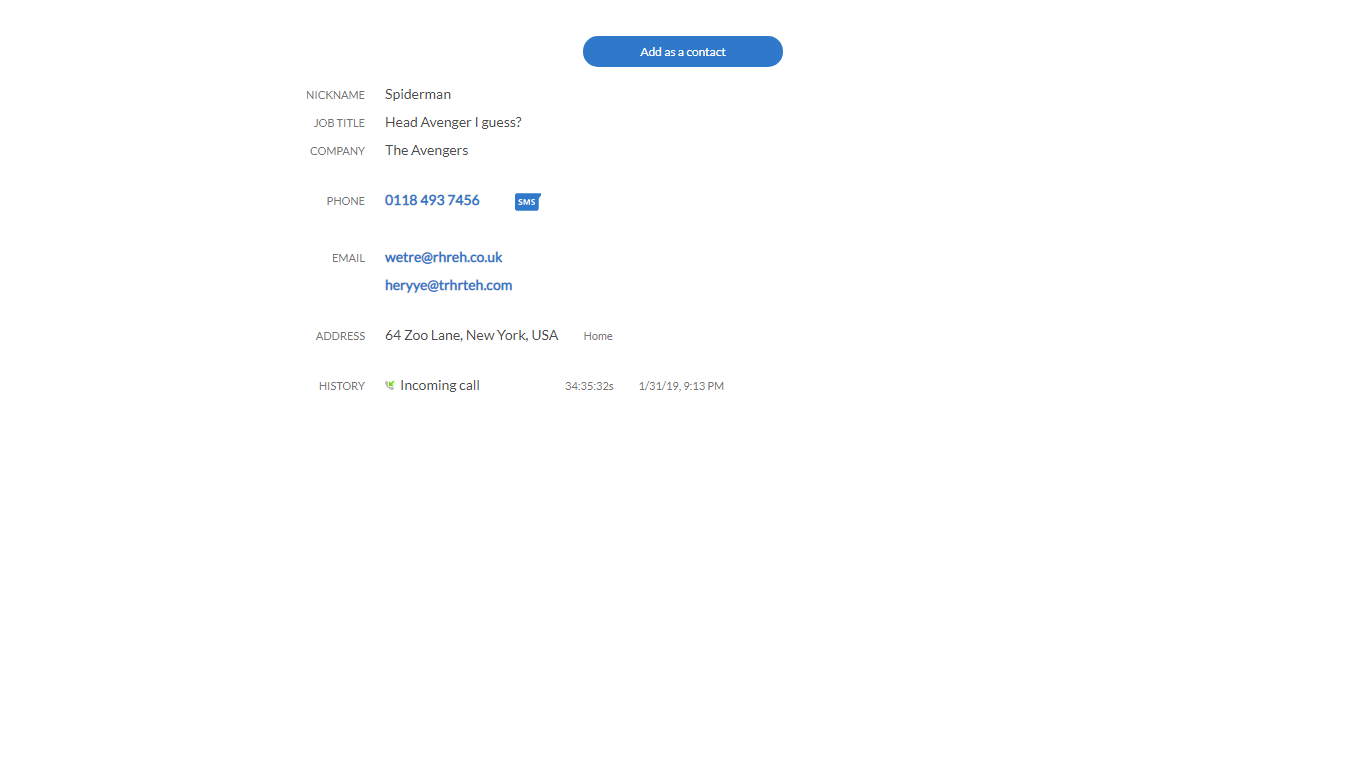 Add as a contact
NICKNAME Spiderman
JOB TITLE Head Avenger I guess?
COMPANY The Avengers
PHONE 0118 493 7456 SMS
EMAIL wetre@rhreh.co.uk
heryye@trhrteh.com
ADDRESS 64 Zoo Lane, New York, USA Home
HISTORY Incoming call 34:35:32s 1/31/19, 9:13 PM